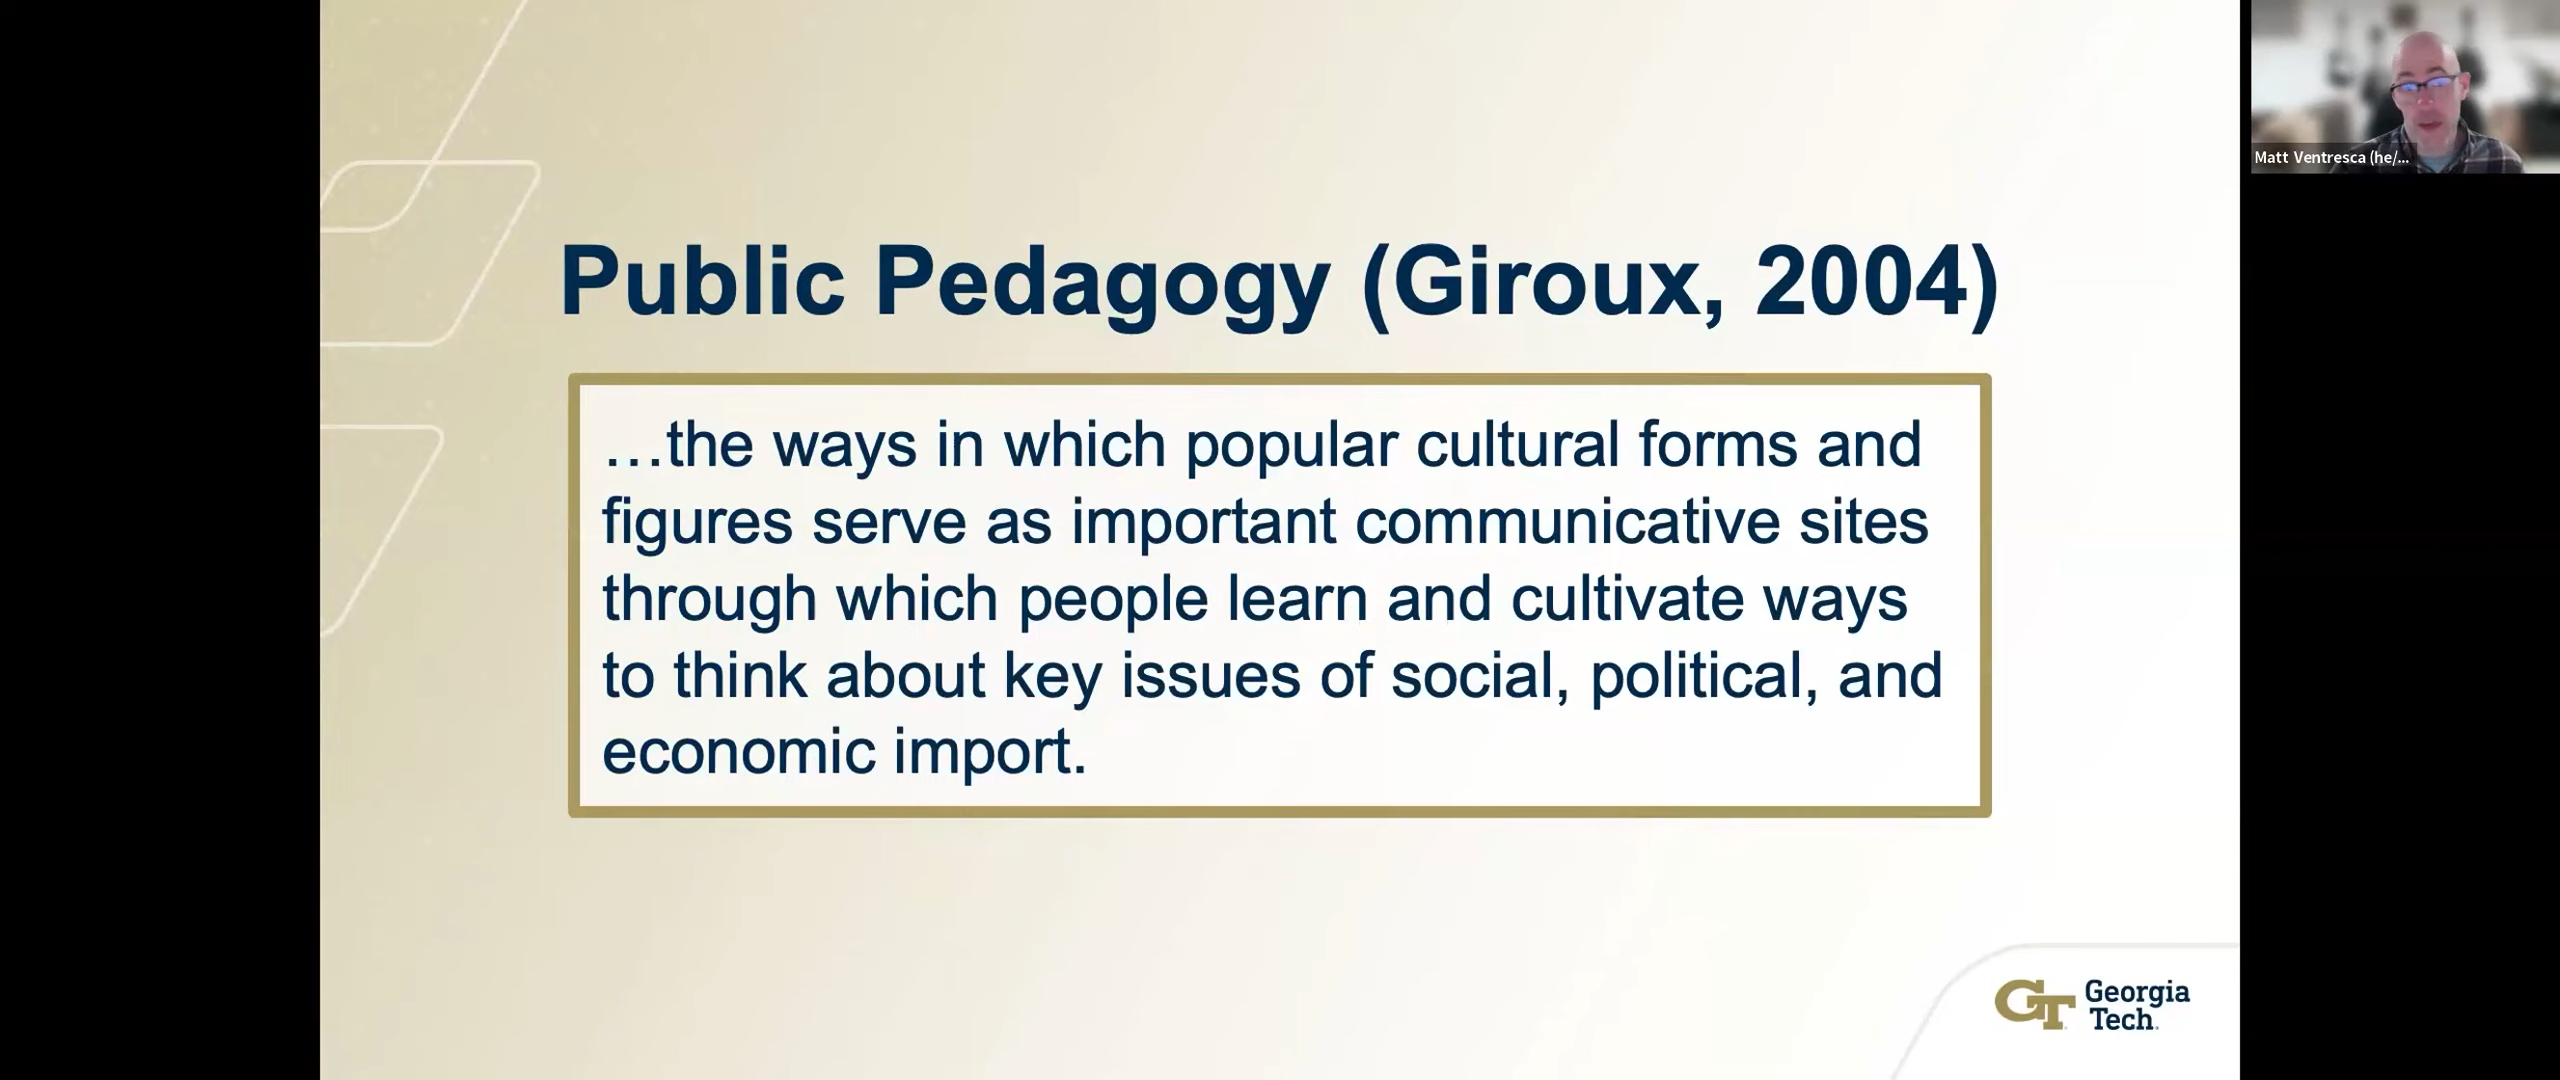 Public Pedagogy (Giroux, 2004)
…the ways in which popular cultural forms and
figures serve as important communicative sites
through which people learn and cultivate ways
to think about key issues of social, political, and
economic import.
Matt Ventresca (he/...
GT Georgia
Tech